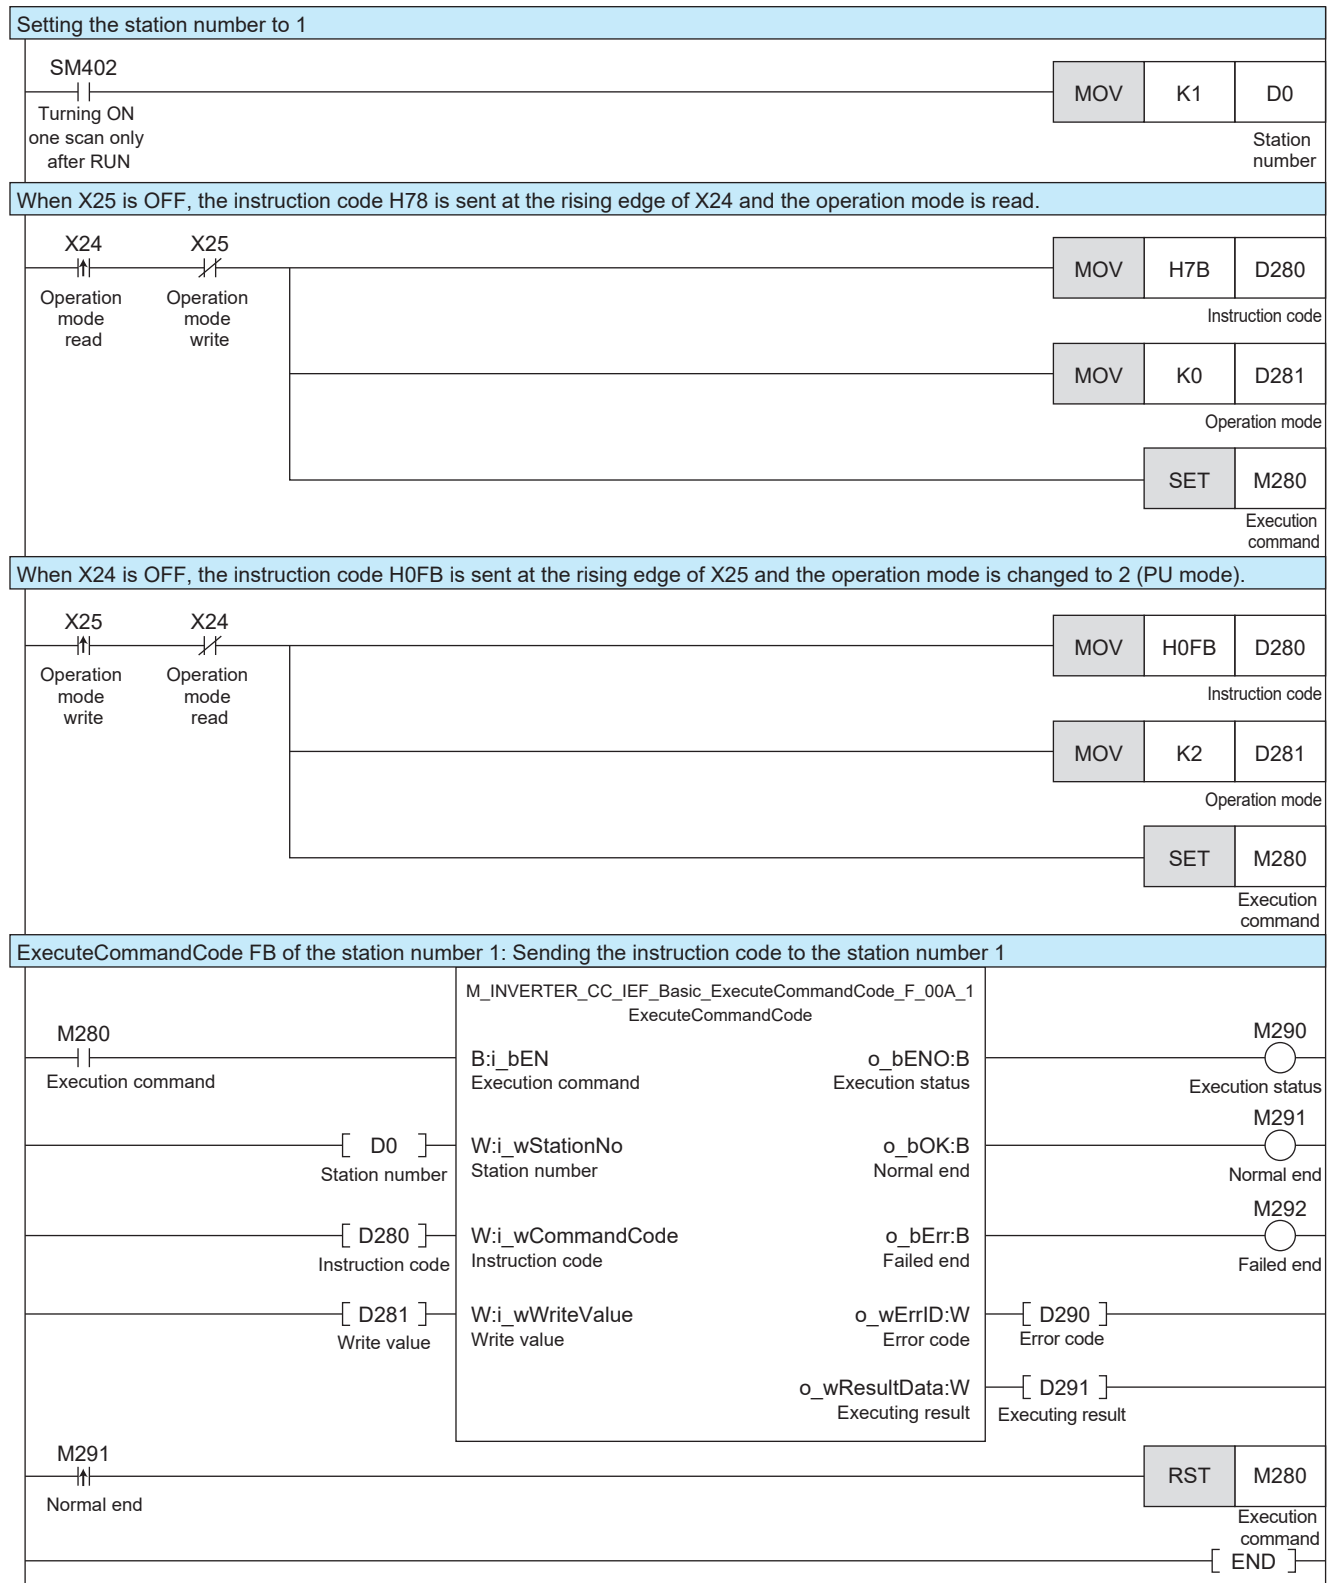 Setting the station number to 1
SM402
MOV K1 D0
Turning ON
one scan only
after RUN
Station
number
When X25 is OFF, the instruction code H78 is sent at the rising edge of X24 and the operation mode is read.
X24 X25
MOV H7B D280
Operation
mode
read
Operation
mode
write
Instruction code
MOV K0 D281
Operation mode
SET M280
Execution
command
When X24 is OFF, the instruction code H0FB is sent at the rising edge of X25 and the operation mode is changed to 2 (PU mode).
X25 X24
MOV H0FB D280
Operation
mode
write
Operation
mode
read
Instruction code
MOV K2 D281
Operation mode
SET M280
Execution
command
ExecuteCommandCode FB of the station number 1: Sending the instruction code to the station number 1
M_INVERTER_CC_IEF_Basic_ExecuteCommandCode_F_00A_1
ExecuteCommandCode
M280
Execution command
B:i_bEN
Execution command
o_bENO:B
Execution status
M290
Execution status
D0
Station number
W:i_wStationNo
Station number
o_bOK:B
Normal end
M291
Normal end
D280
Instruction code
W:i_wCommandCode
Instruction code
o_bErr:B
Failed end
M292
Failed end
D281
Write value
W:i_wWriteValue
Write value
o_wErrID:W
Error code
D290
Error code
o_wResultData:W
Executing result
D291
Executing result
M291
Normal end
RST M280
Execution
command
END